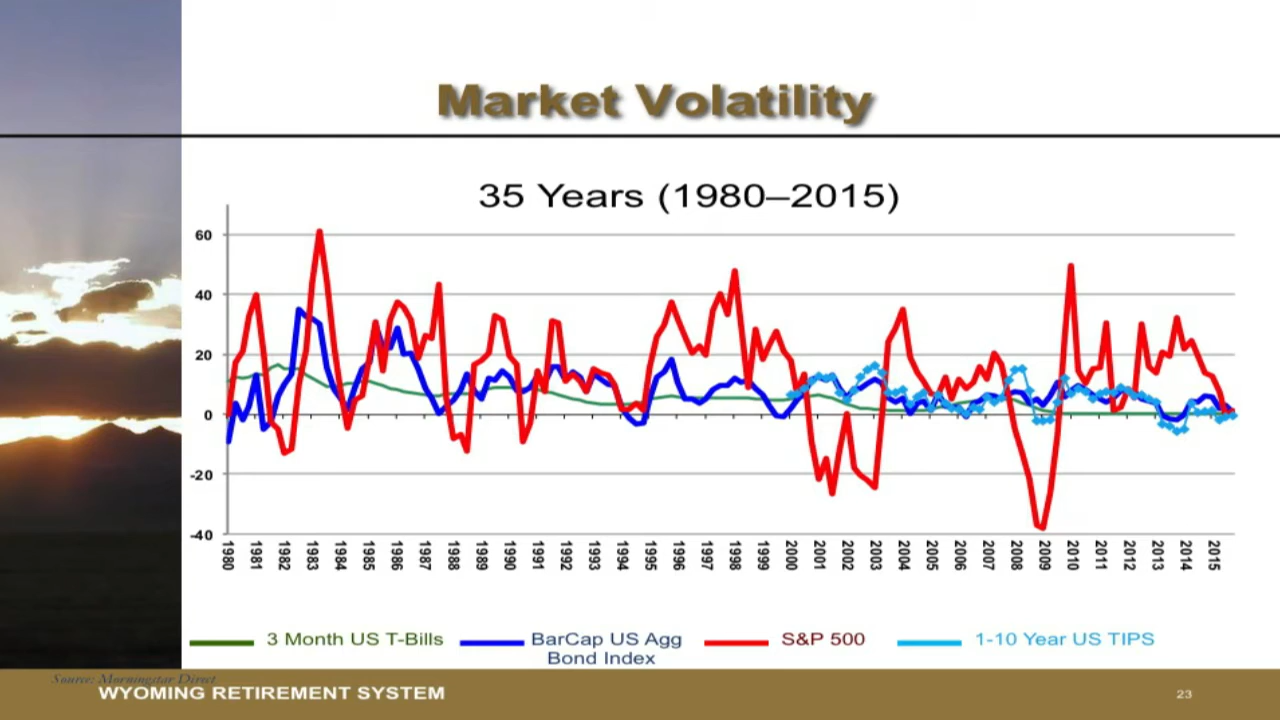 Market Volatility
35 Years (1980–2015)
60
40
20
0
-20
-40
1980 1981 1982 1983 1984 1985 1986 1987 1988 1989 1990 1991 1992 1993 1994 1995 1996 1997 1998 1999 2000 2001 2002 2003 2004 2005 2006 2007 2008 2009 2010 2011 2012 2013 2014 2015
3 Month US T-Bills BarCap US Agg S&P 500 1-10 Year US TIPS
Bond Index
Source: Morningstar Direct
WYOMING RETIREMENT SYSTEM 23